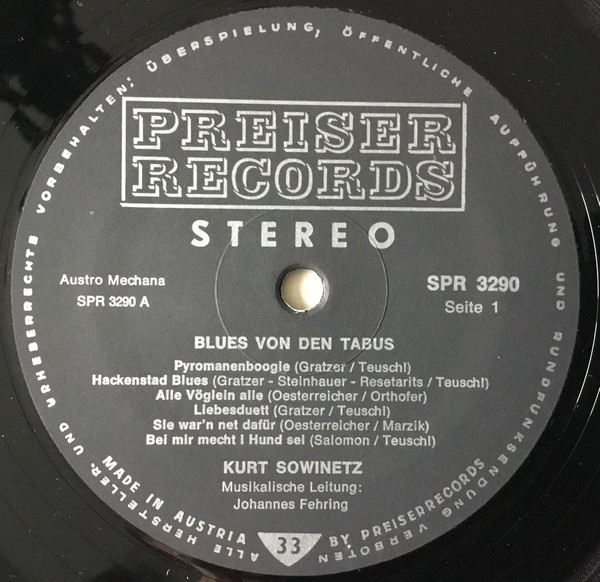 PREISER
RECORDS
STEREO
Austro Mechana
SPR 3290 A
SPR 3290
Seite 1
BLUES VON DEN TABUS
Pyromanenboogie (Gratzer / Teuschl)
Hackenstad Blues (Gratzer - Steinhauer - Resetarits / Teuschl)
Alle Vöglein alle (Oesterreicher / Orthofer)
Liebesduett (Gratzer / Teuschl)
Sie war'n net dafür (Oesterreicher / Marzik)
Bei mir mecht I Hund sei (Salomon / Teuschl)
KURT SOWINETZ
Musikalische Leitung:
Johannes Fehring
MADE IN AUSTRIA
33
BY PREISERRECORDS
ALLE HERSTELLER- UND URHEBERRECHTE VORBEHALTEN; ÜBERSPIELUNG, ÖFFENTLICHE AUFFÜHRUNG UND RUNDFUNKSENDUNG VERBOTEN